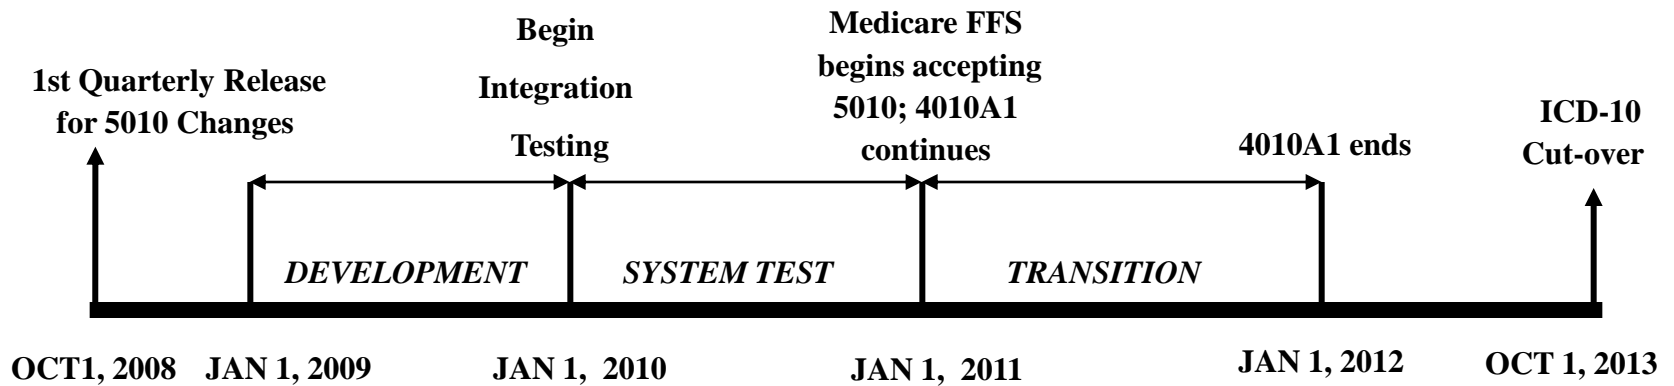 1st Quarterly Release
for 5010 Changes
Begin
Integration
Testing
Medicare FFS
begins accepting
5010; 4010A1
continues
4010A1 ends
ICD-10
Cut-over
DEVELOPMENT
SYSTEM TEST
TRANSITION
OCT1, 2008
JAN 1, 2009
JAN 1, 2010
JAN 1, 2011
JAN 1, 2012
OCT 1, 2013